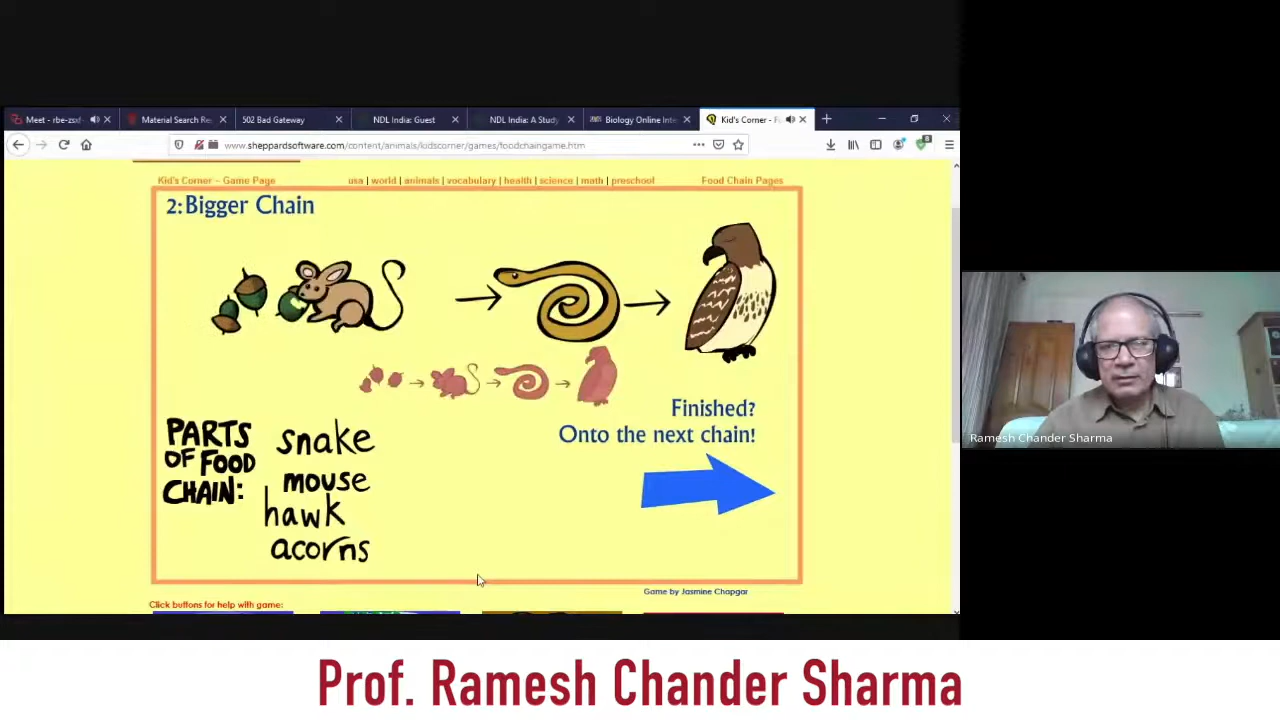 Meet - rbe-zsxf-
Material Search Re
502 Bad Gateway
NDL India: Guest
NDL India: A Study
Biology Online Inte
Kid's Corner - F
www.sheppardsoftware.com/content/animals/kidscorner/games/foodchaingame.htm
Kid's Corner - Game Page
usa | world | animals | vocabulary | health | science | math | preschool
Food Chain Pages
2:Bigger Chain
Finished?
Onto the next chain!
PARTS
OF FOOD
CHAIN:
snake
mouse
hawk
acorns
Game by Jasmine Chapgar
Click buttons for help with game:
Ramesh Chander Sharma
Prof. Ramesh Chander Sharma